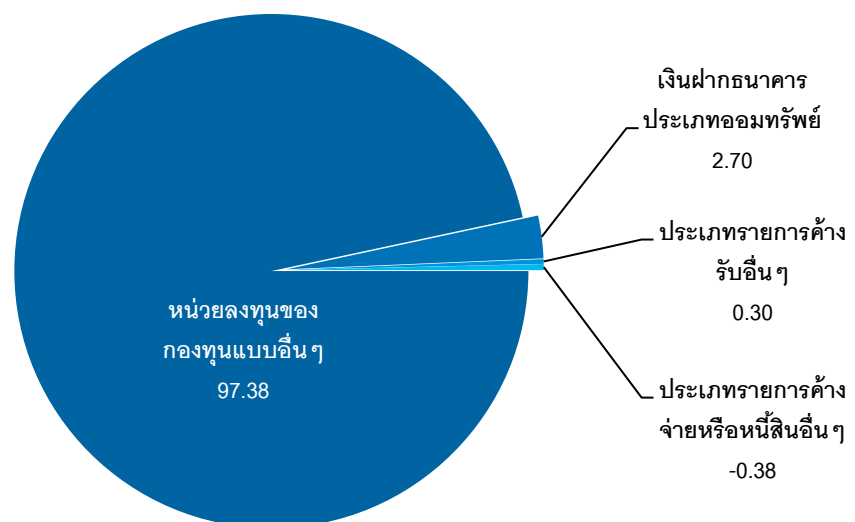 เงินฝากธนาคาร
ประเภทออมทรัพย์
2.70
ประเภทรายการค้าง
รับอื่นๆ
0.30
หน่วยลงทุนของ
กองทุนแบบอื่นๆ
97.38
ประเภทรายการค้าง
จ่ายหรือหนี้สินอื่นๆ
-0.38